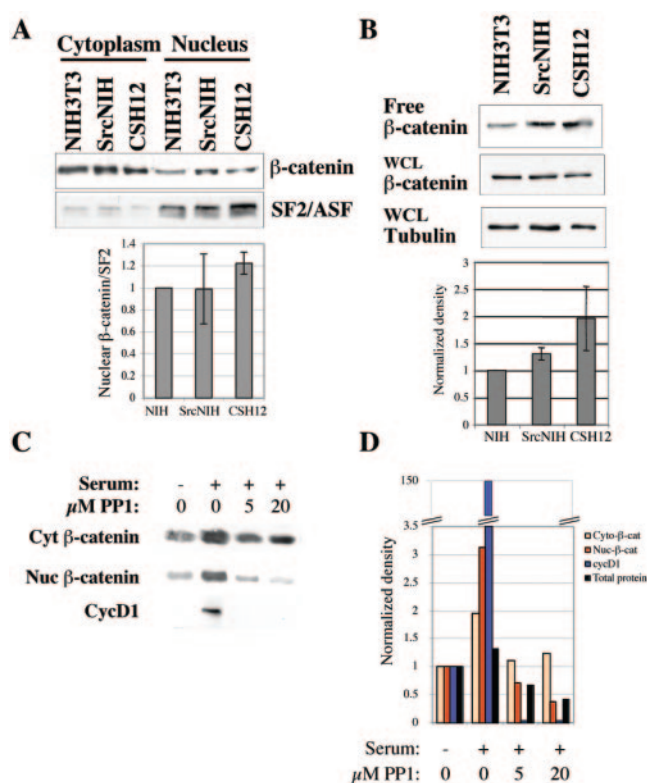 A
Cytoplasm Nucleus
NIH3T3 SrcNIH CSH12 NIH3T3 SrcNIH CSH12
β-catenin
SF2/ASF
Nuclear β-catenin/SF2
1.4
1.2
1
0.8
0.6
0.4
0.2
0
NIH SrcNIH CSH12
B
NIH3T3 SrcNIH CSH12
Free
β-catenin
WCL
β-catenin
WCL
Tubulin
Normalized density
3
2.5
2
1.5
1
0.5
0
NIH SrcNIH CSH12
C
Serum: - + + +
µM PP1: 0 0 5 20
Cyt β-catenin
Nuc β-catenin
CycD1
D
Normalized density
150
3.5
3
2.5
2
1.5
1
0.5
0
Cyto-β-cat
Nuc-β-cat
cycD1
Total protein
Serum: - + + +
µM PP1: 0 0 5 20